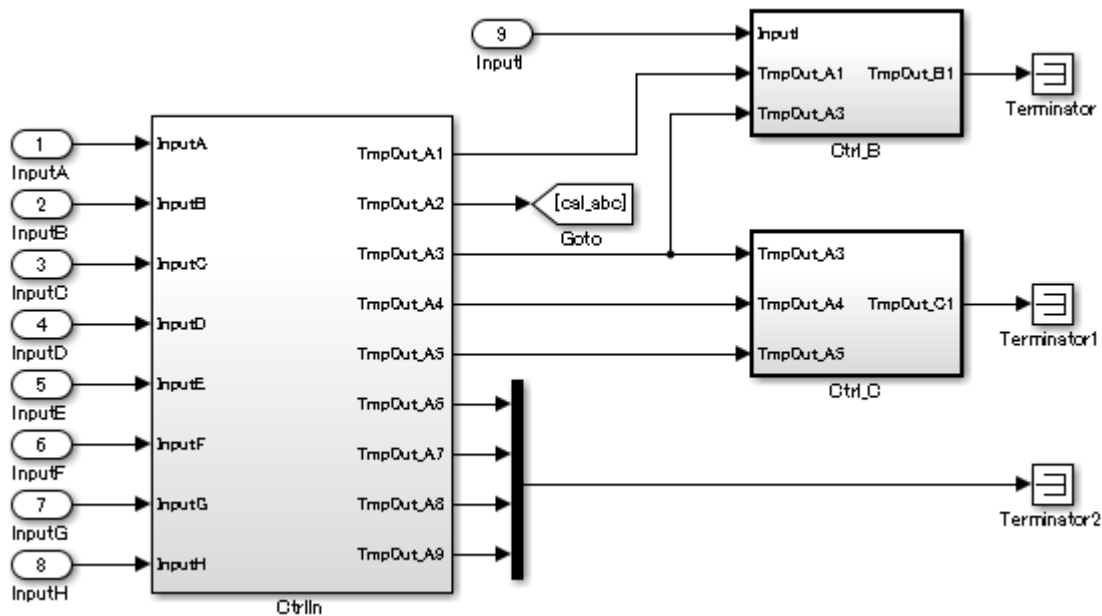 9
InputI
InputI
TmpOut_A1
TmpOut_B1
TmpOut_A3
Ctrl_B
Terminator
1
InputA
InputA
TmpOut_A1
2
InputB
InputB
TmpOut_A2
[cal_abc]
Goto
3
InputC
InputC
TmpOut_A3
TmpOut_A3
4
InputD
InputD
TmpOut_A4
TmpOut_A4
TmpOut_C1
Terminator1
5
InputE
InputE
TmpOut_A5
TmpOut_A5
Ctrl_C
6
InputF
InputF
TmpOut_A6
TmpOut_A7
7
InputG
InputG
TmpOut_A8
Terminator2
8
InputH
InputH
TmpOut_A9
CtrlIn